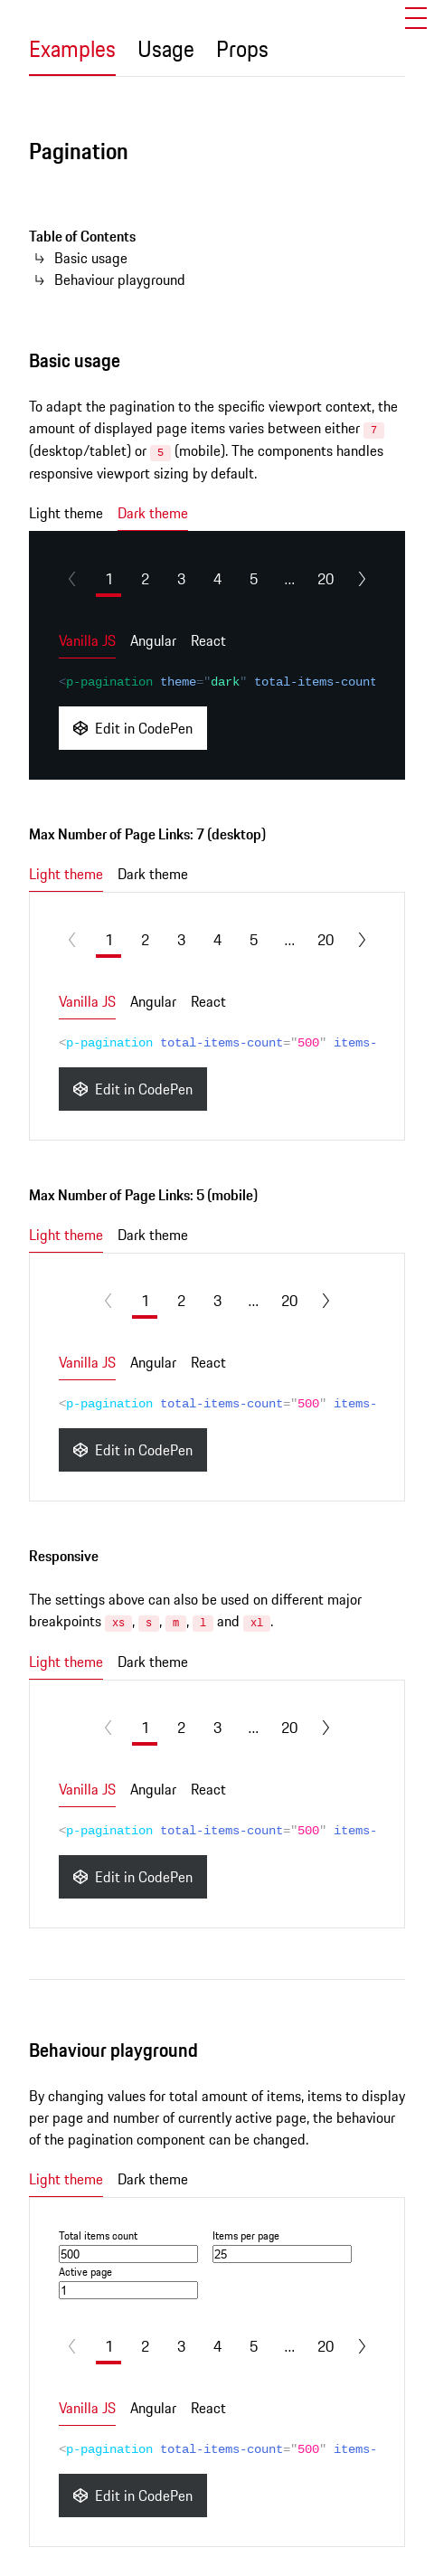 Examples Usage Props
Pagination
Table of Contents
Basic usage
Behaviour playground
Basic usage
To adapt the pagination to the specific viewport context, the
amount of displayed page items varies between either 7
(desktop/tablet) or 5 (mobile). The components handles
responsive viewport sizing by default.
Light theme Dark theme
1 2 3 4 5 ... 20
Vanilla JS Angular React
<p-pagination theme="dark" total-items-count
Edit in CodePen
Max Number of Page Links: 7 (desktop)
Light theme Dark theme
1 2 3 4 5 ... 20
Vanilla JS Angular React
<p-pagination total-items-count="500" items-
Edit in CodePen
Max Number of Page Links: 5 (mobile)
Light theme Dark theme
1 2 3 ... 20
Vanilla JS Angular React
<p-pagination total-items-count="500" items-
Edit in CodePen
Responsive
The settings above can also be used on different major
breakpoints xs , s , m , l and xl .
Light theme Dark theme
1 2 3 ... 20
Vanilla JS Angular React
<p-pagination total-items-count="500" items-
Edit in CodePen
Behaviour playground
By changing values for total amount of items, items to display
per page and number of currently active page, the behaviour
of the pagination component can be changed.
Light theme Dark theme
Total items count Items per page
500 25
Active page
1
1 2 3 4 5 ... 20
Vanilla JS Angular React
<p-pagination total-items-count="500" items-
Edit in CodePen